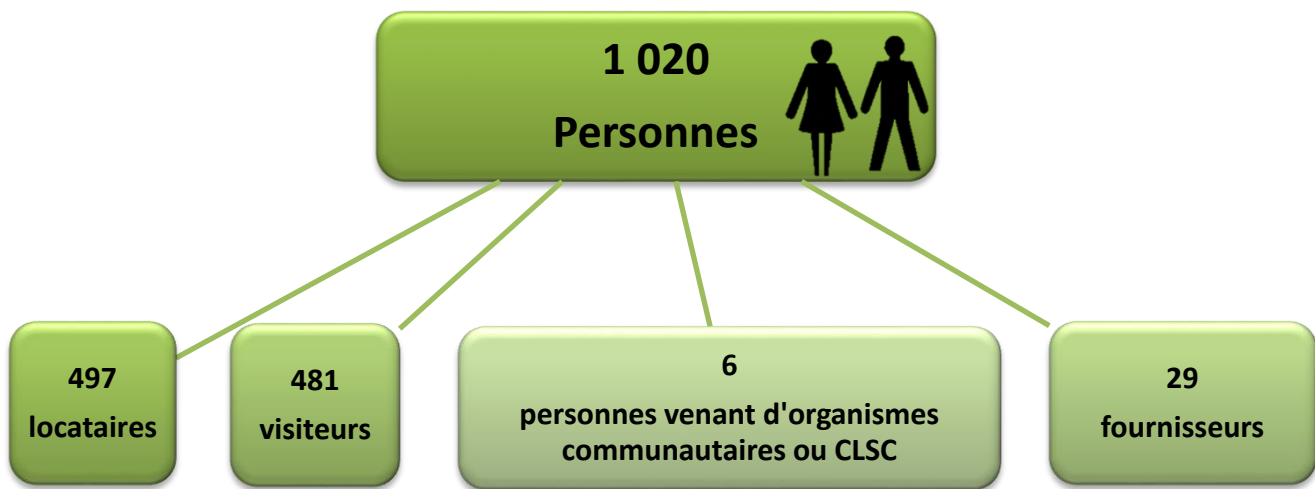 1 020
Personnes
497
locataires
481
visiteurs
6
personnes venant d'organismes
communautaires ou CLSC
29
fournisseurs